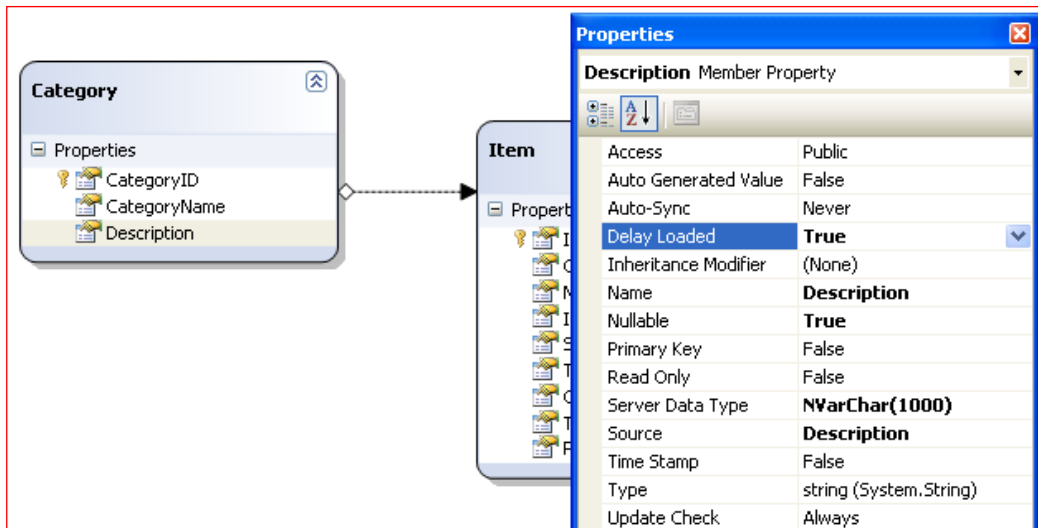 Category
Properties
CategoryID
CategoryName
Description
Item
Propert
I
C
M
I
S
T
C
T
P
Properties
Description Member Property
Access Public
Auto Generated Value False
Auto-Sync Never
Delay Loaded True
Inheritance Modifier (None)
Name Description
Nullable True
Primary Key False
Read Only False
Server Data Type NVarChar(1000)
Source Description
Time Stamp False
Type string (System.String)
Update Check Always